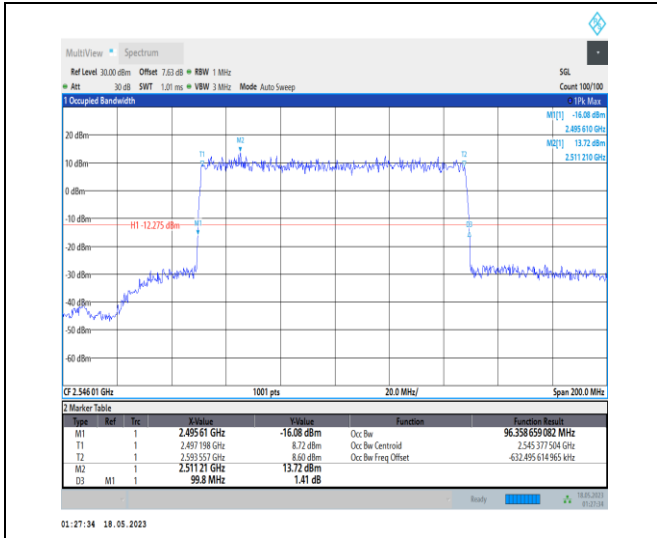 MultiView Spectrum
Ref Level 30.00 dBm Offset 7.63 dB RBW 1 MHz SGL
Att 30 dB SWT 1.01 ms VBW 3 MHz Mode Auto Sweep Count 100/100
1 Occupied Bandwidth 1Pk Max
M1[1] -16.08 dBm
2.495 610 GHz
M2[1] 13.72 dBm
2.511 210 GHz
20 dBm
M2
T1 T2
10 dBm
0 dBm
-10 dBm
H1 -12.275 dBm M1 D3
-20 dBm
-30 dBm
-40 dBm
-50 dBm
-60 dBm
CF 2.546 01 GHz 1001 pts 20.0 MHz/ Span 200.0 MHz
2 Marker Table
Type Ref Trc X-Value Y-Value Function Function Result
M1 1 2.495 61 GHz -16.08 dBm Occ Bw 96.358 659 082 MHz
T1 1 2.497 198 GHz 8.72 dBm Occ Bw Centroid 2.545 377 504 GHz
T2 1 2.593 557 GHz 8.60 dBm Occ Bw Freq Offset -632.495 614 965 kHz
M2 1 2.511 21 GHz 13.72 dBm
D3 M1 1 99.8 MHz 1.41 dB
Ready 18.05.2023
01:27:34
01:27:34 18.05.2023